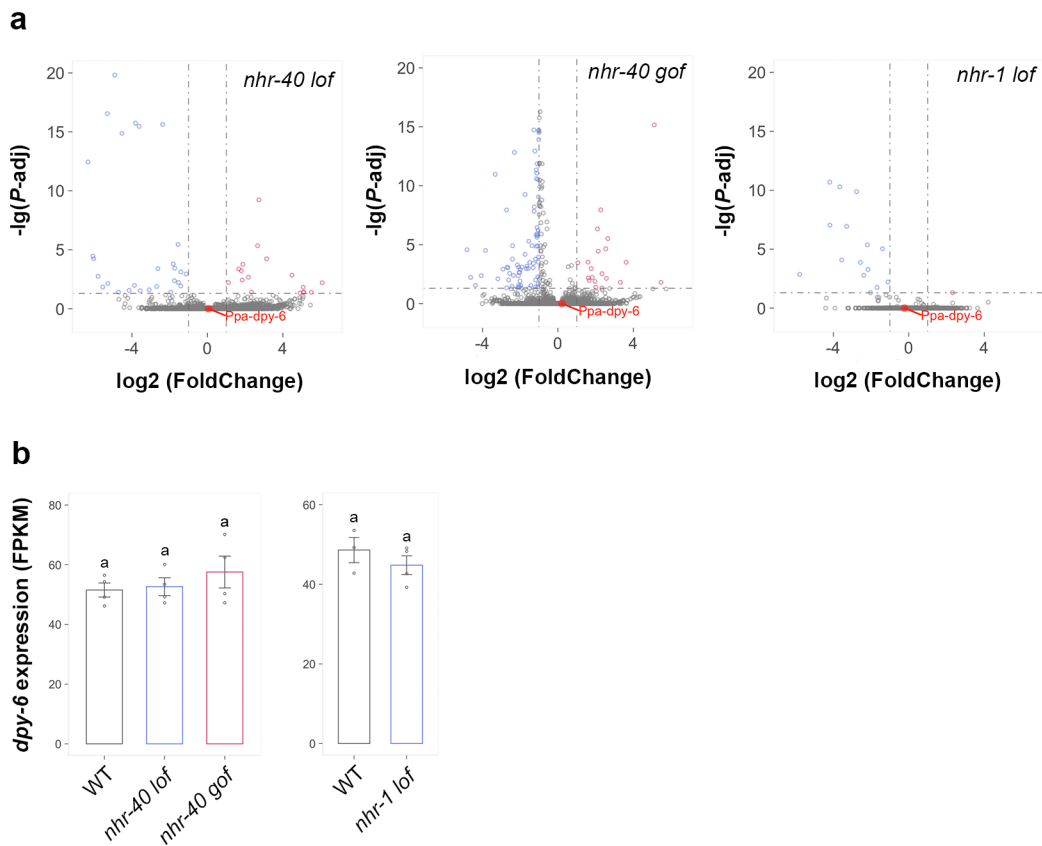 a
nhr-40 lof
-lg(P-adj)
20
15
10
5
0
Ppa-dpy-6
-4
0
4
log2 (FoldChange)
nhr-40 gof
-lg(P-adj)
20
15
10
5
0
Ppa-dpy-6
-4
0
4
log2 (FoldChange)
nhr-1 lof
-lg(P-adj)
20
15
10
5
0
Ppa-dpy-6
-4
0
4
log2 (FoldChange)
b
dpy-6 expression (FPKM)
80
60
40
20
0
a
a
a
WT
nhr-40 lof
nhr-40 gof
60
40
20
0
a
a
WT
nhr-1 lof